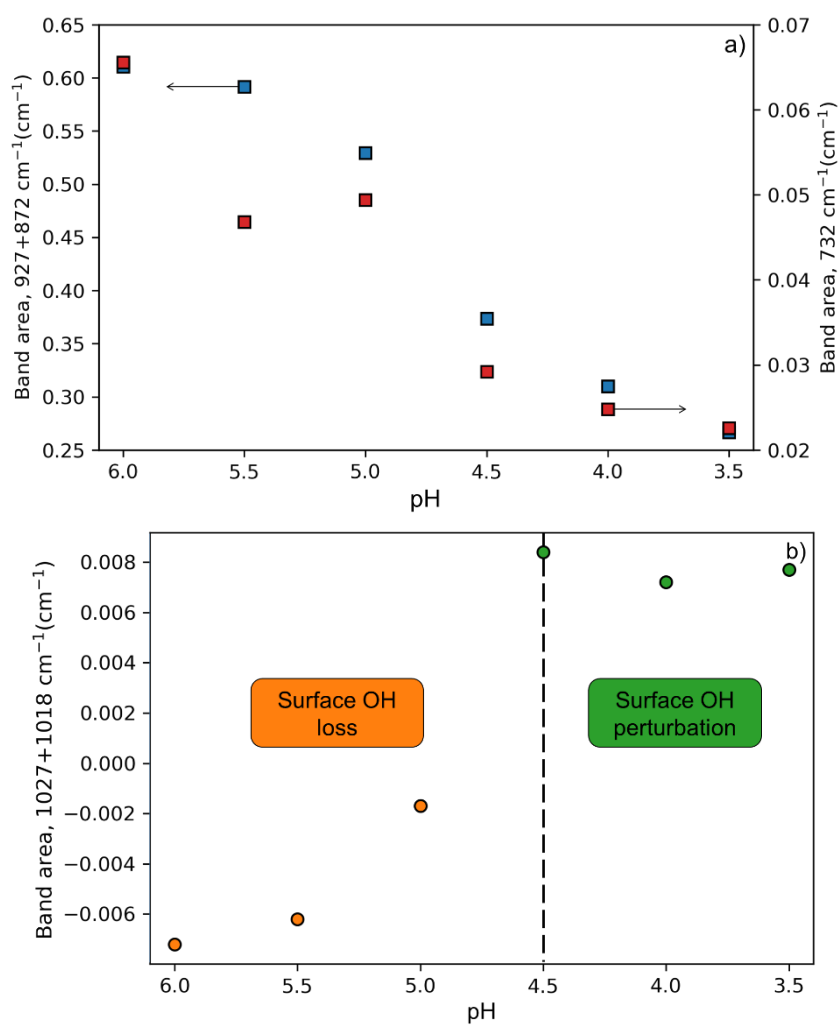 a)
Band area, 927+872 cm⁻¹(cm⁻¹)
0.65
0.60
0.55
0.50
0.45
0.40
0.35
0.30
0.25
0.07
0.06
0.05
0.04
0.03
0.02
Band area, 732 cm⁻¹(cm⁻¹)
6.0 5.5 5.0 4.5 4.0 3.5
pH
b)
Band area, 1027+1018 cm⁻¹(cm⁻¹)
0.008
0.006
0.004
0.002
0.000
−0.002
−0.004
−0.006
Surface OH
loss
Surface OH
perturbation
6.0 5.5 5.0 4.5 4.0 3.5
pH